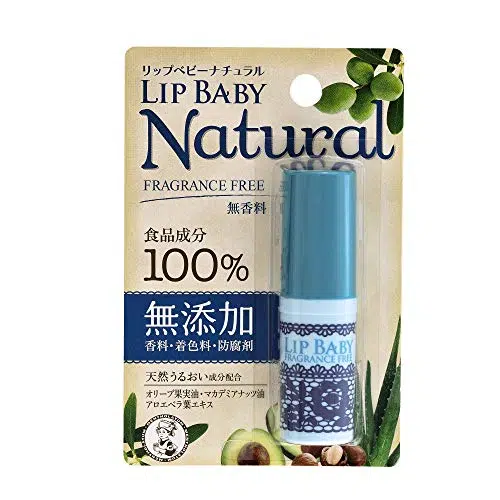 リップベビーナチュラル
LIP BABY
Natural
FRAGRANCE FREE
無香料
食品成分
100%
無添加
香料・着色料・防腐剤
天然うるおい成分配合
オリーブ果実油・マカデミアナッツ油
アロエベラ葉エキス
LIP BABY
FRAGRANCE FREE